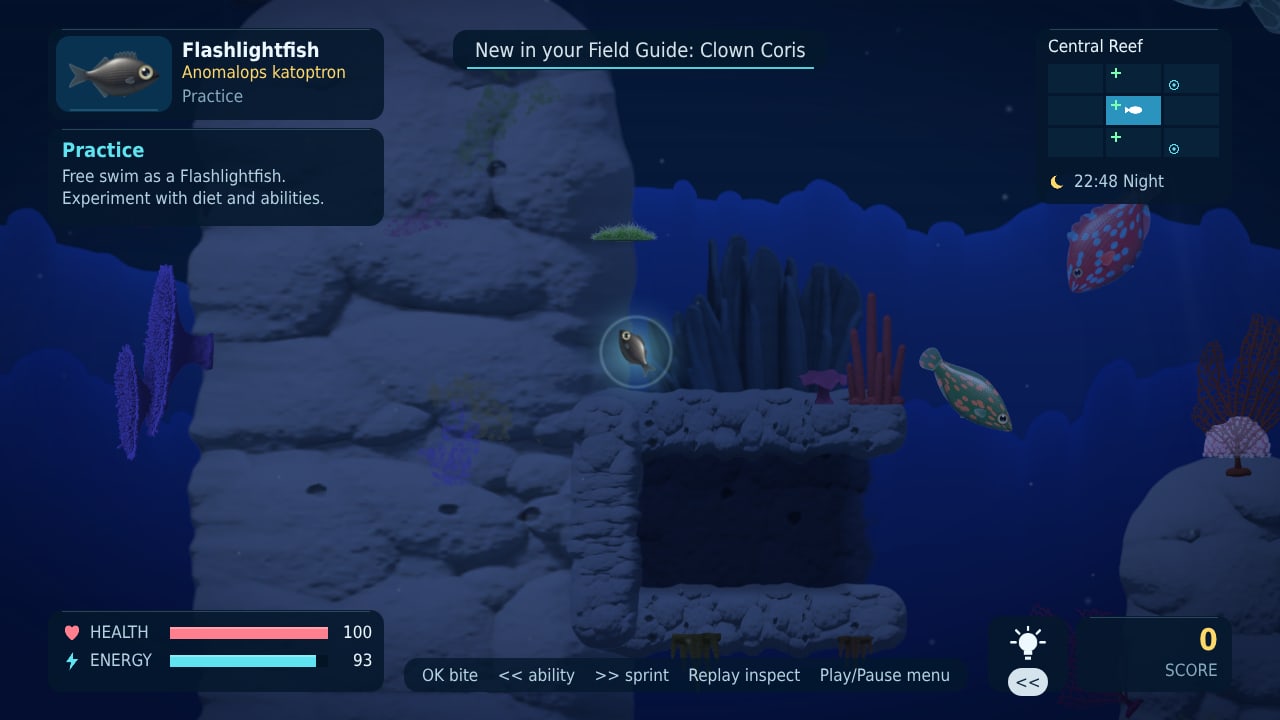 Flashlightfish
Anomalops katoptron
Practice
Practice
Free swim as a Flashlightfish.
Experiment with diet and abilities.
New in your Field Guide: Clown Coris
Central Reef
22:48 Night
HEALTH 100
ENERGY 93
OK bite << ability >> sprint Replay inspect Play/Pause menu
<<
0
SCORE